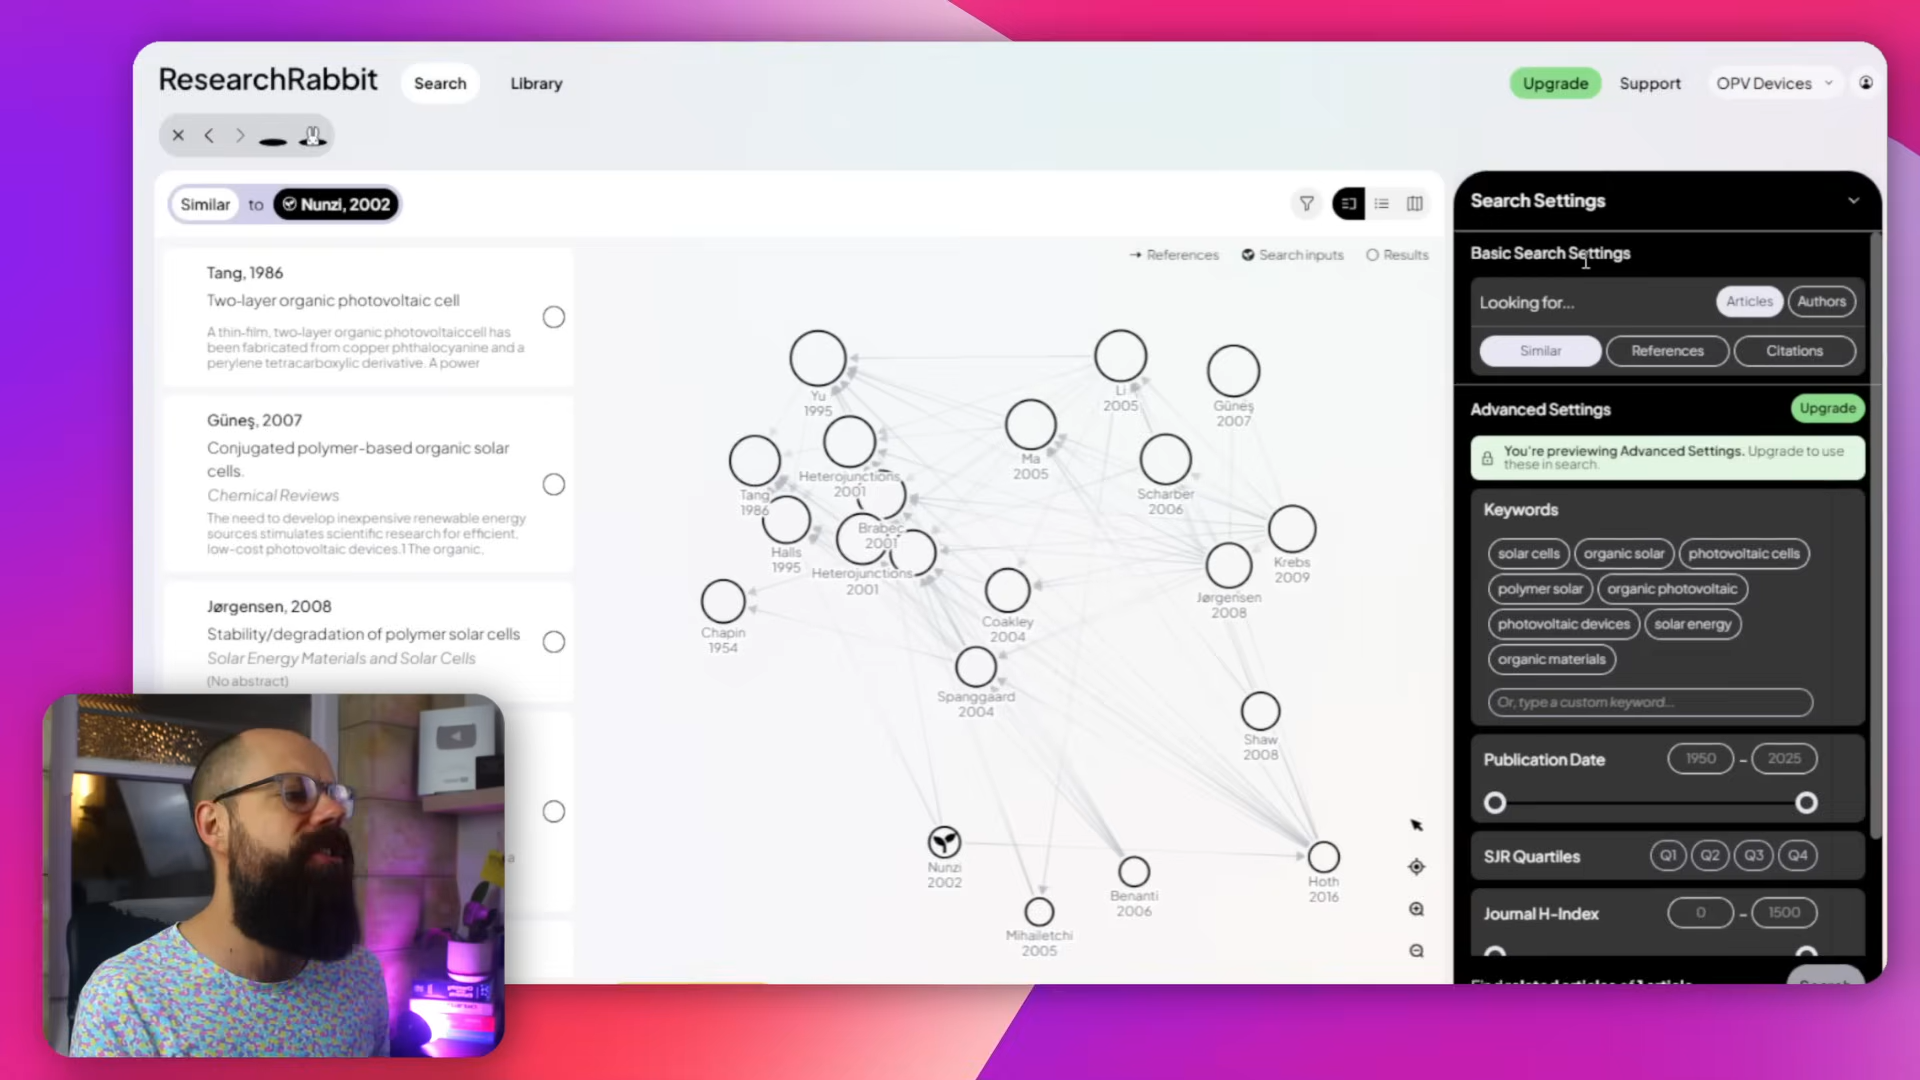 ResearchRabbit
Search
Library
Upgrade
Support
OPV Devices
Similar to Nunzi, 2002
References
Search inputs
Results
Tang, 1986
Two-layer organic photovoltaic cell
A thin-film, two-layer organic photovoltaiccell has
been fabricated from copper phthalocyanine and a
perylene tetracarboxylic derivative. A power
Güneş, 2007
Conjugated polymer-based organic solar
cells.
Chemical Reviews
The need to develop inexpensive renewable energy
sources stimulates scientific research for efficient,
low-cost photovoltaic devices.1 The organic,
Jørgensen, 2008
Stability/degradation of polymer solar cells
Solar Energy Materials and Solar Cells
(No abstract)
Yu
1995
Li
2005
Güneş
2007
Ma
2005
Heterojunctions
2001
Tang
1986
Scharber
2006
Brabec
2001
Halls
1995
Heterojunctions
2001
Krebs
2009
Jørgensen
2008
Chapin
1954
Coakley
2004
Spanggaard
2004
Shaw
2008
Nunzi
2002
Benanti
2006
Hoth
2016
Mihailetchi
2005
Search Settings
Basic Search Settings
Looking for...
Articles
Authors
Similar
References
Citations
Advanced Settings
Upgrade
You're previewing Advanced Settings. Upgrade to use
these in search.
Keywords
solar cells
organic solar
photovoltaic cells
polymer solar
organic photovoltaic
photovoltaic devices
solar energy
organic materials
Or, type a custom keyword...
Publication Date
1950 – 2025
SJR Quartiles
Q1
Q2
Q3
Q4
Journal H-Index
0 – 1500